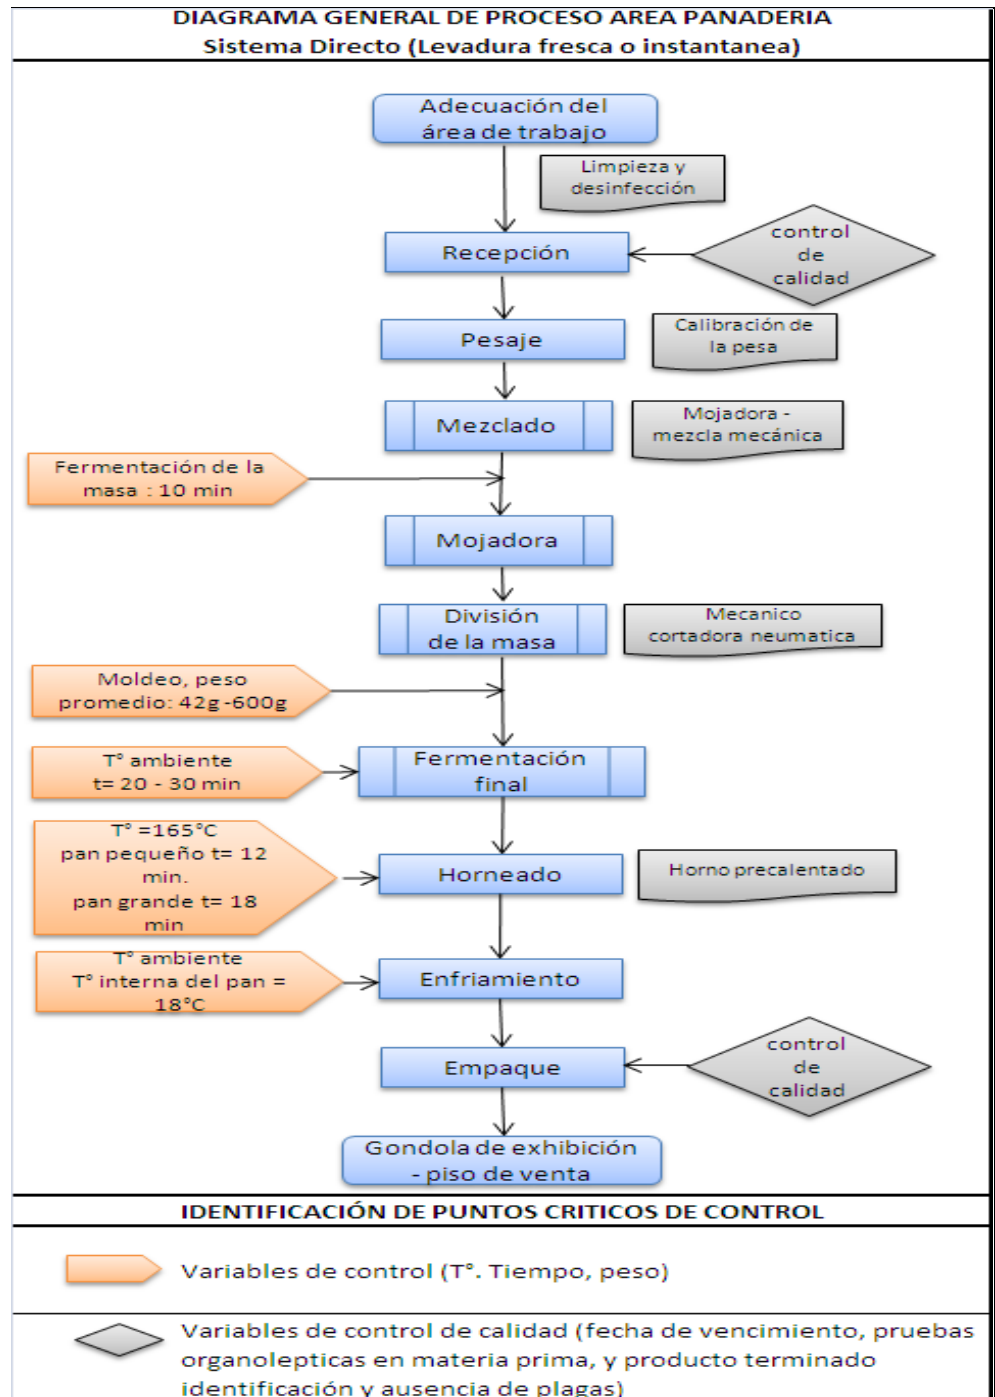 DIAGRAMA GENERAL DE PROCESO AREA PANADERIA
Sistema Directo (Levadura fresca o instantanea)
Adecuación del
área de trabajo
Limpieza y
desinfección
Recepción
control
de
calidad
Pesaje
Calibración de
la pesa
Mezclado
Mojadora -
mezcla mecánica
Fermentación de la
masa : 10 min
Mojadora
División
de la masa
Mecanico
cortadora neumatica
Moldeo, peso
promedio: 42g -600g
T° ambiente
t= 20 - 30 min
Fermentación
final
T° =165°C
pan pequeño t= 12
min.
pan grande t= 18
min
Horneado
Horno precalentado
T° ambiente
T° interna del pan =
18°C
Enfriamiento
Empaque
control
de
calidad
Gondola de exhibición
- piso de venta
IDENTIFICACIÓN DE PUNTOS CRITICOS DE CONTROL
Variables de control (T°. Tiempo, peso)
Variables de control de calidad (fecha de vencimiento, pruebas
organolepticas en materia prima, y producto terminado
identificación y ausencia de plagas)